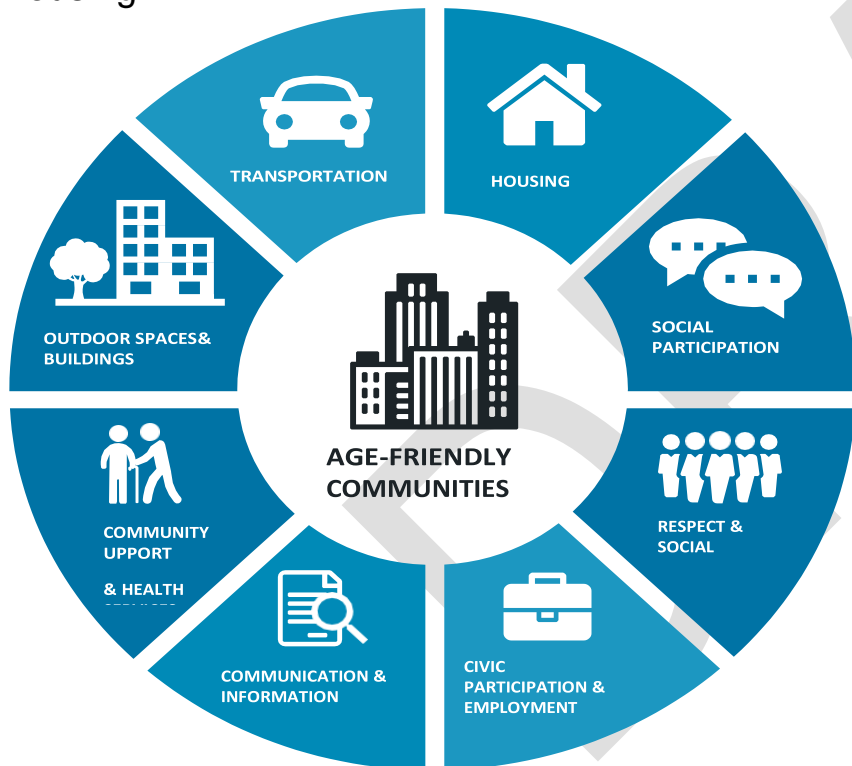 TRANSPORTATION
HOUSING
OUTDOOR SPACES&
BUILDINGS
SOCIAL
PARTICIPATION
AGE-FRIENDLY
COMMUNITIES
COMMUNITY
UPPORT
& HEALTH
RESPECT &
SOCIAL
COMMUNICATION &
INFORMATION
CIVIC
PARTICIPATION &
EMPLOYMENT